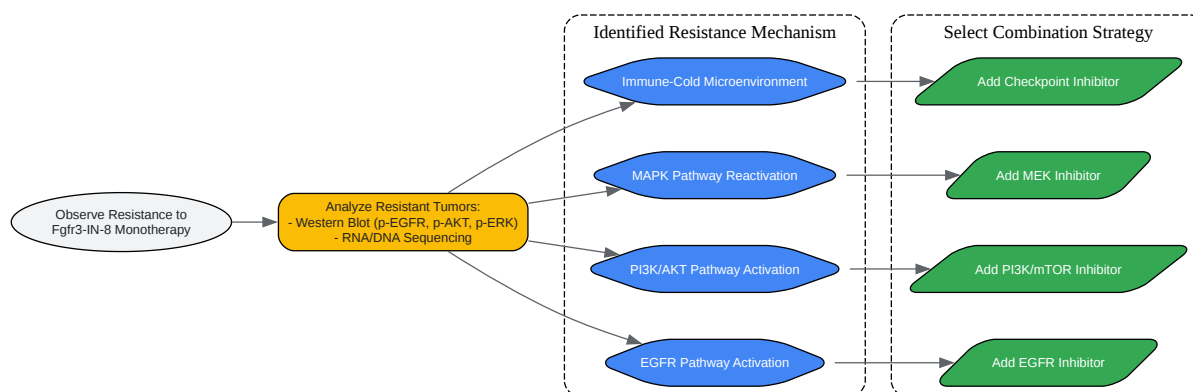 Identified Resistance Mechanism
Select Combination Strategy
Immune-Cold Microenvironment
Add Checkpoint Inhibitor
MAPK Pathway Reactivation
Add MEK Inhibitor
Observe Resistance to
Fgfr3-IN-8 Monotherapy
Analyze Resistant Tumors:
- Western Blot (p-EGFR, p-AKT, p-ERK)
- RNA/DNA Sequencing
PI3K/AKT Pathway Activation
Add PI3K/mTOR Inhibitor
EGFR Pathway Activation
Add EGFR Inhibitor